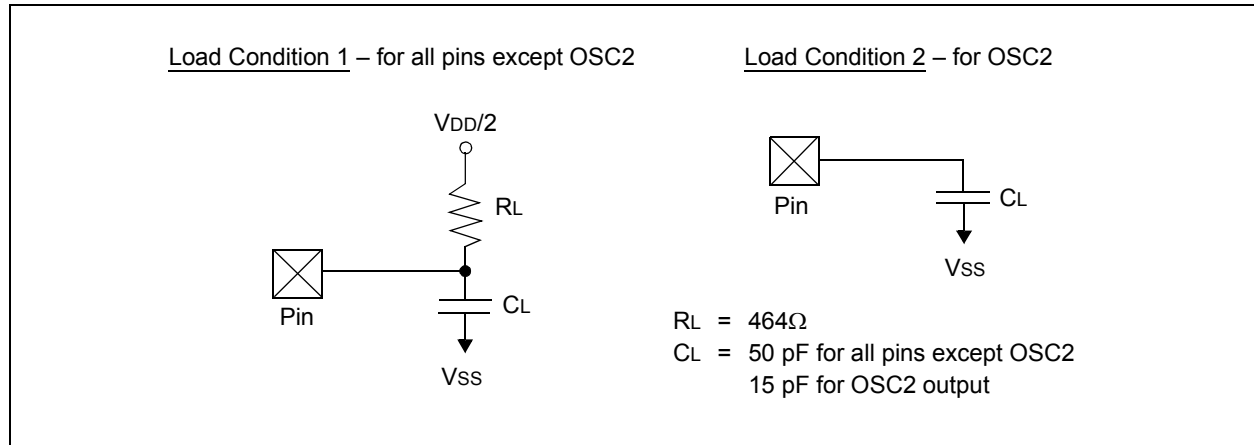 Load Condition 1 – for all pins except OSC2
VDD/2
RL
Pin
CL
VSS
Load Condition 2 – for OSC2
Pin
CL
VSS
RL = 464Ω
CL = 50 pF for all pins except OSC2
15 pF for OSC2 output